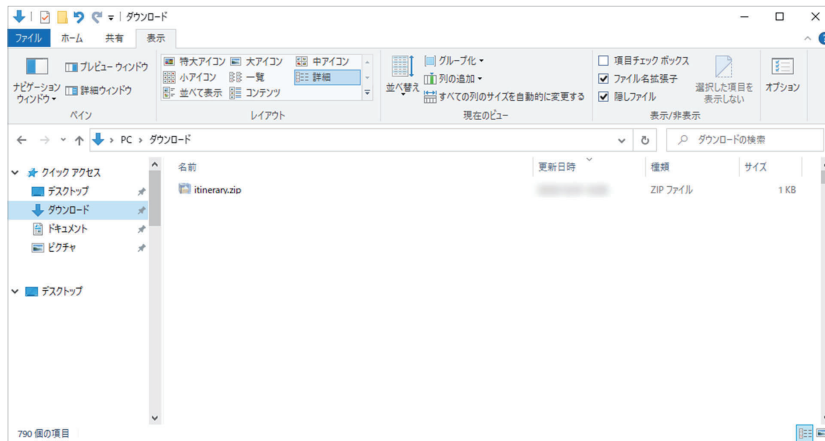 ダウンロード
ファイル ホーム 共有 表示
ナビゲーション ウィンドウ
プレビュー ウィンドウ
詳細ウィンドウ
ペイン
特大アイコン 大アイコン 中アイコン
小アイコン 一覧 詳細
並べて表示 コンテンツ
レイアウト
並べ替え
グループ化
列の追加
すべての列のサイズを自動的に変更する
現在のビュー
項目チェック ボックス
ファイル名拡張子
隠しファイル
選択した項目を
表示しない
表示/非表示
オプション
PC › ダウンロード
ダウンロードの検索
クイック アクセス
デスクトップ
ダウンロード
ドキュメント
ピクチャ
デスクトップ
名前 更新日時 種類 サイズ
itinerary.zip ZIP ファイル 1 KB
790 個の項目